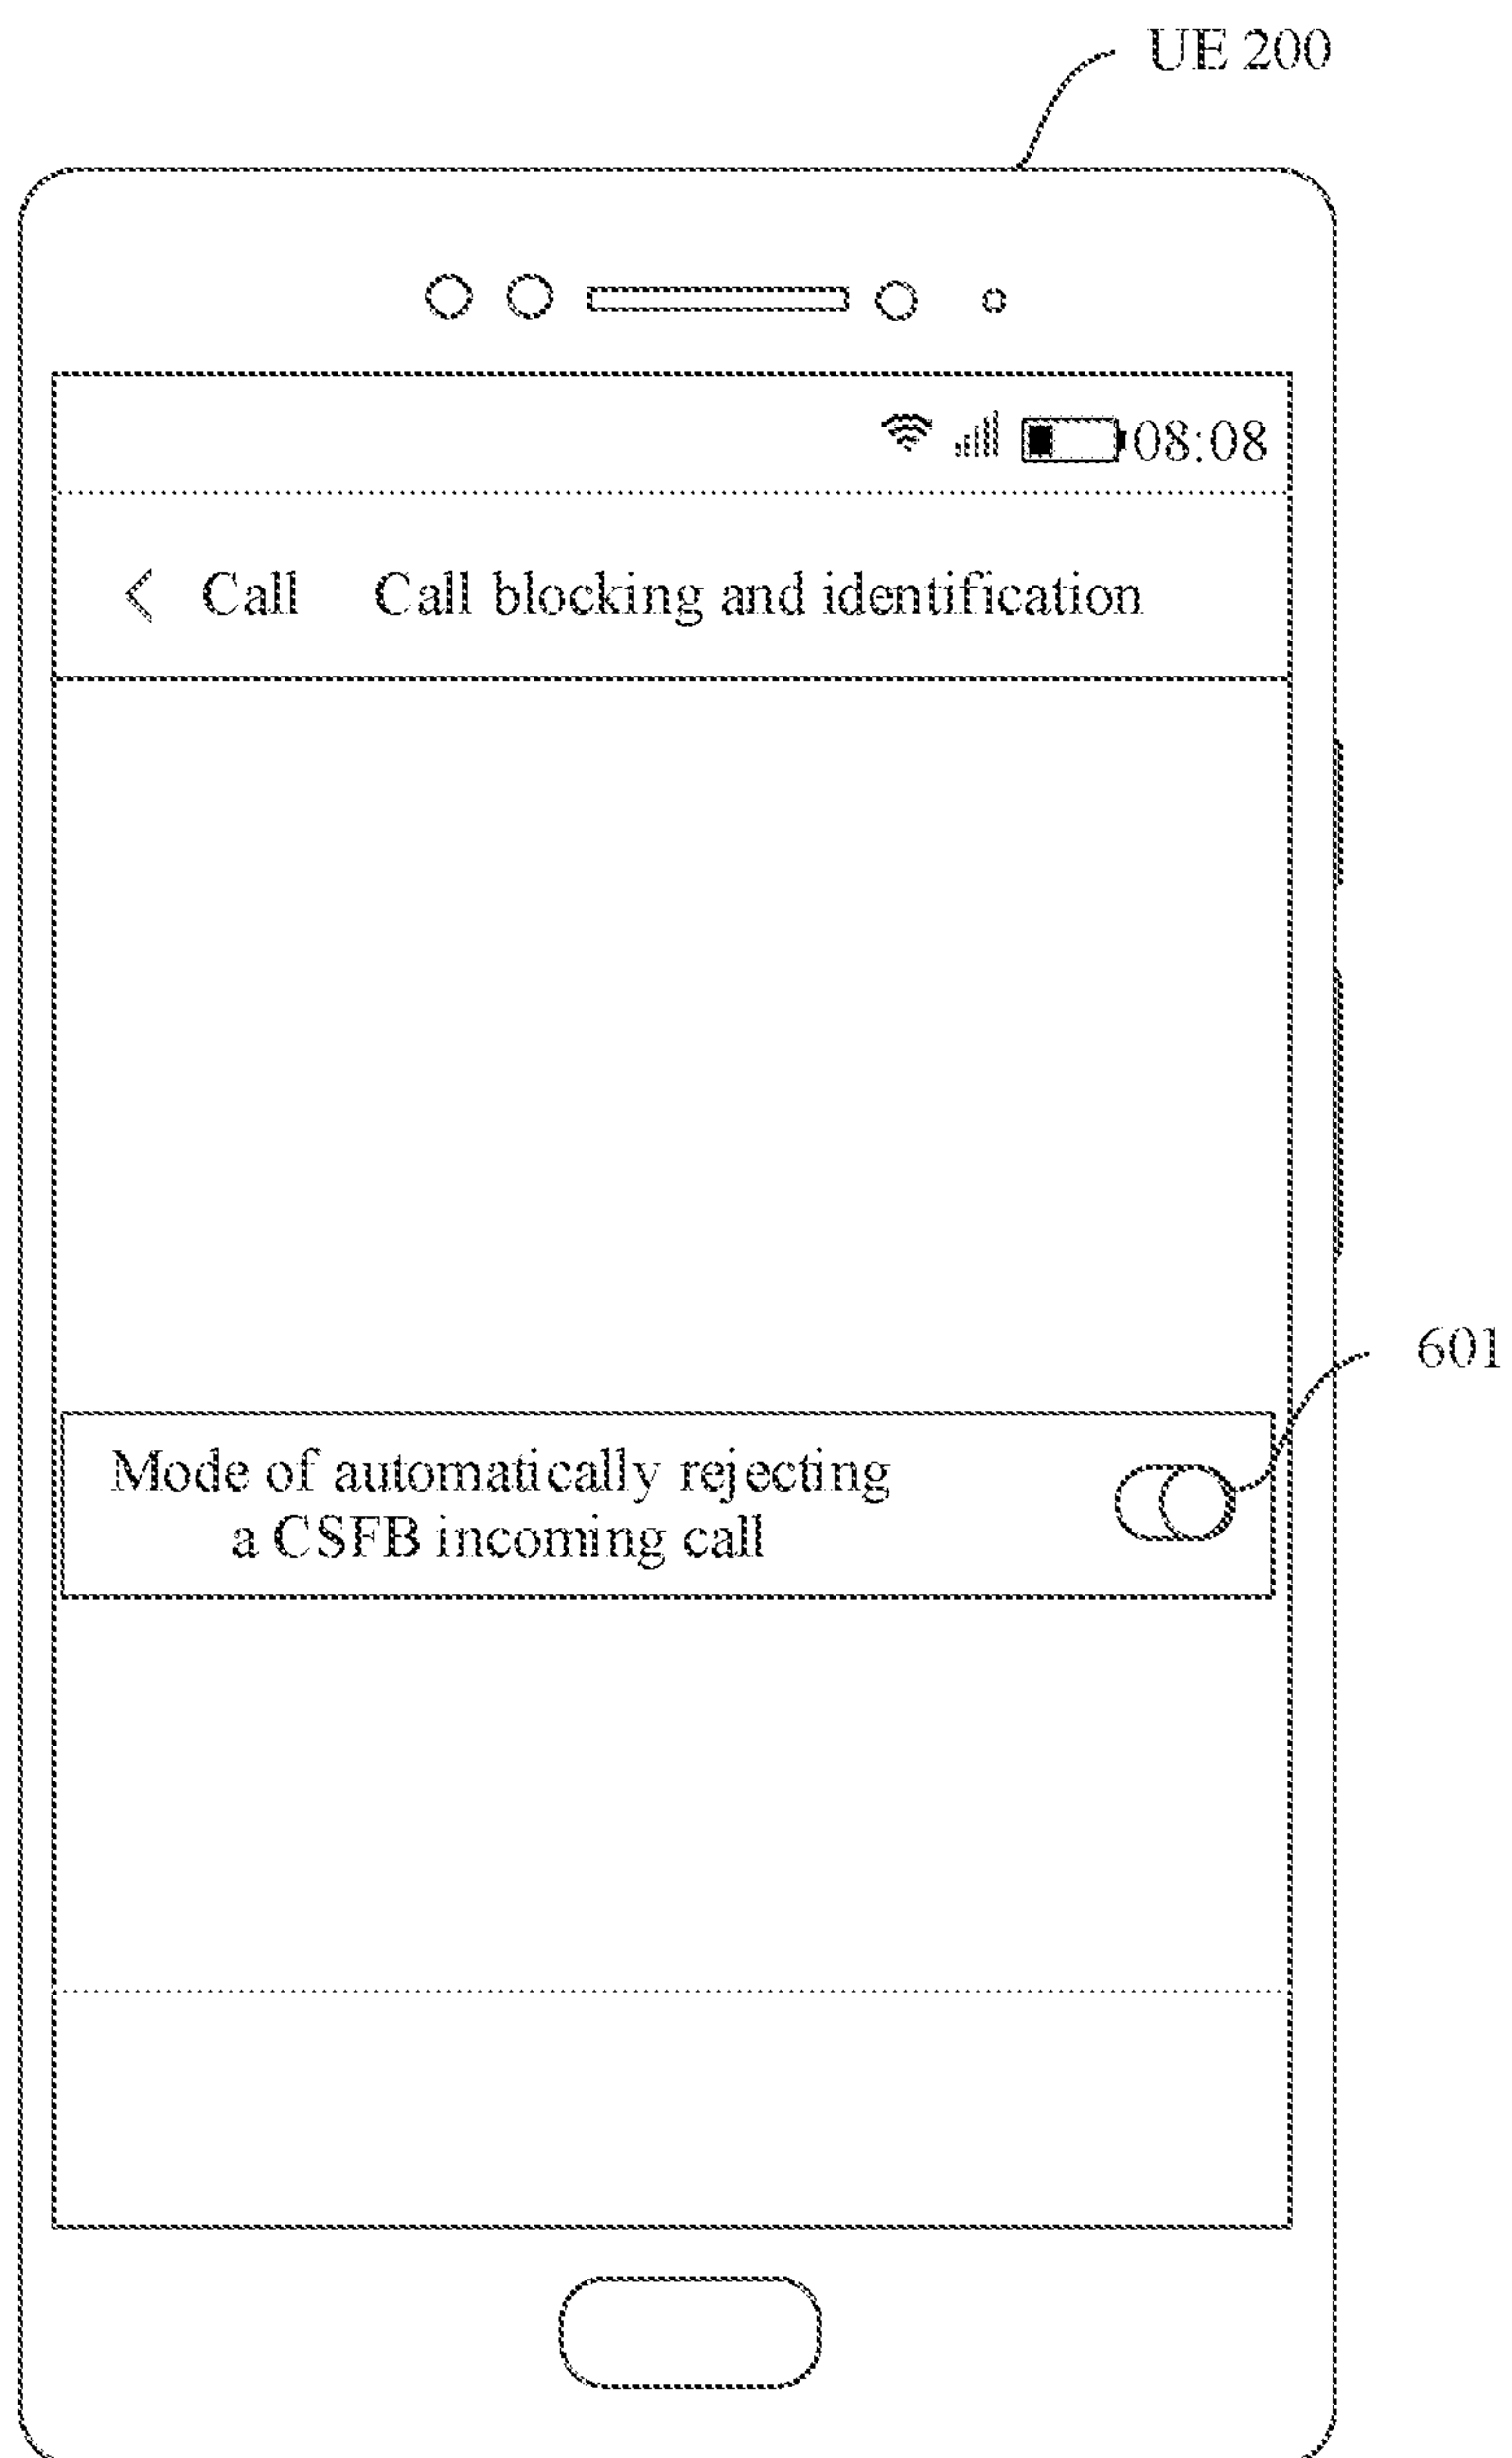 UE 200
08:08
< Call Call blocking and identification
601
Mode of automatically rejecting
a CSFB incoming call